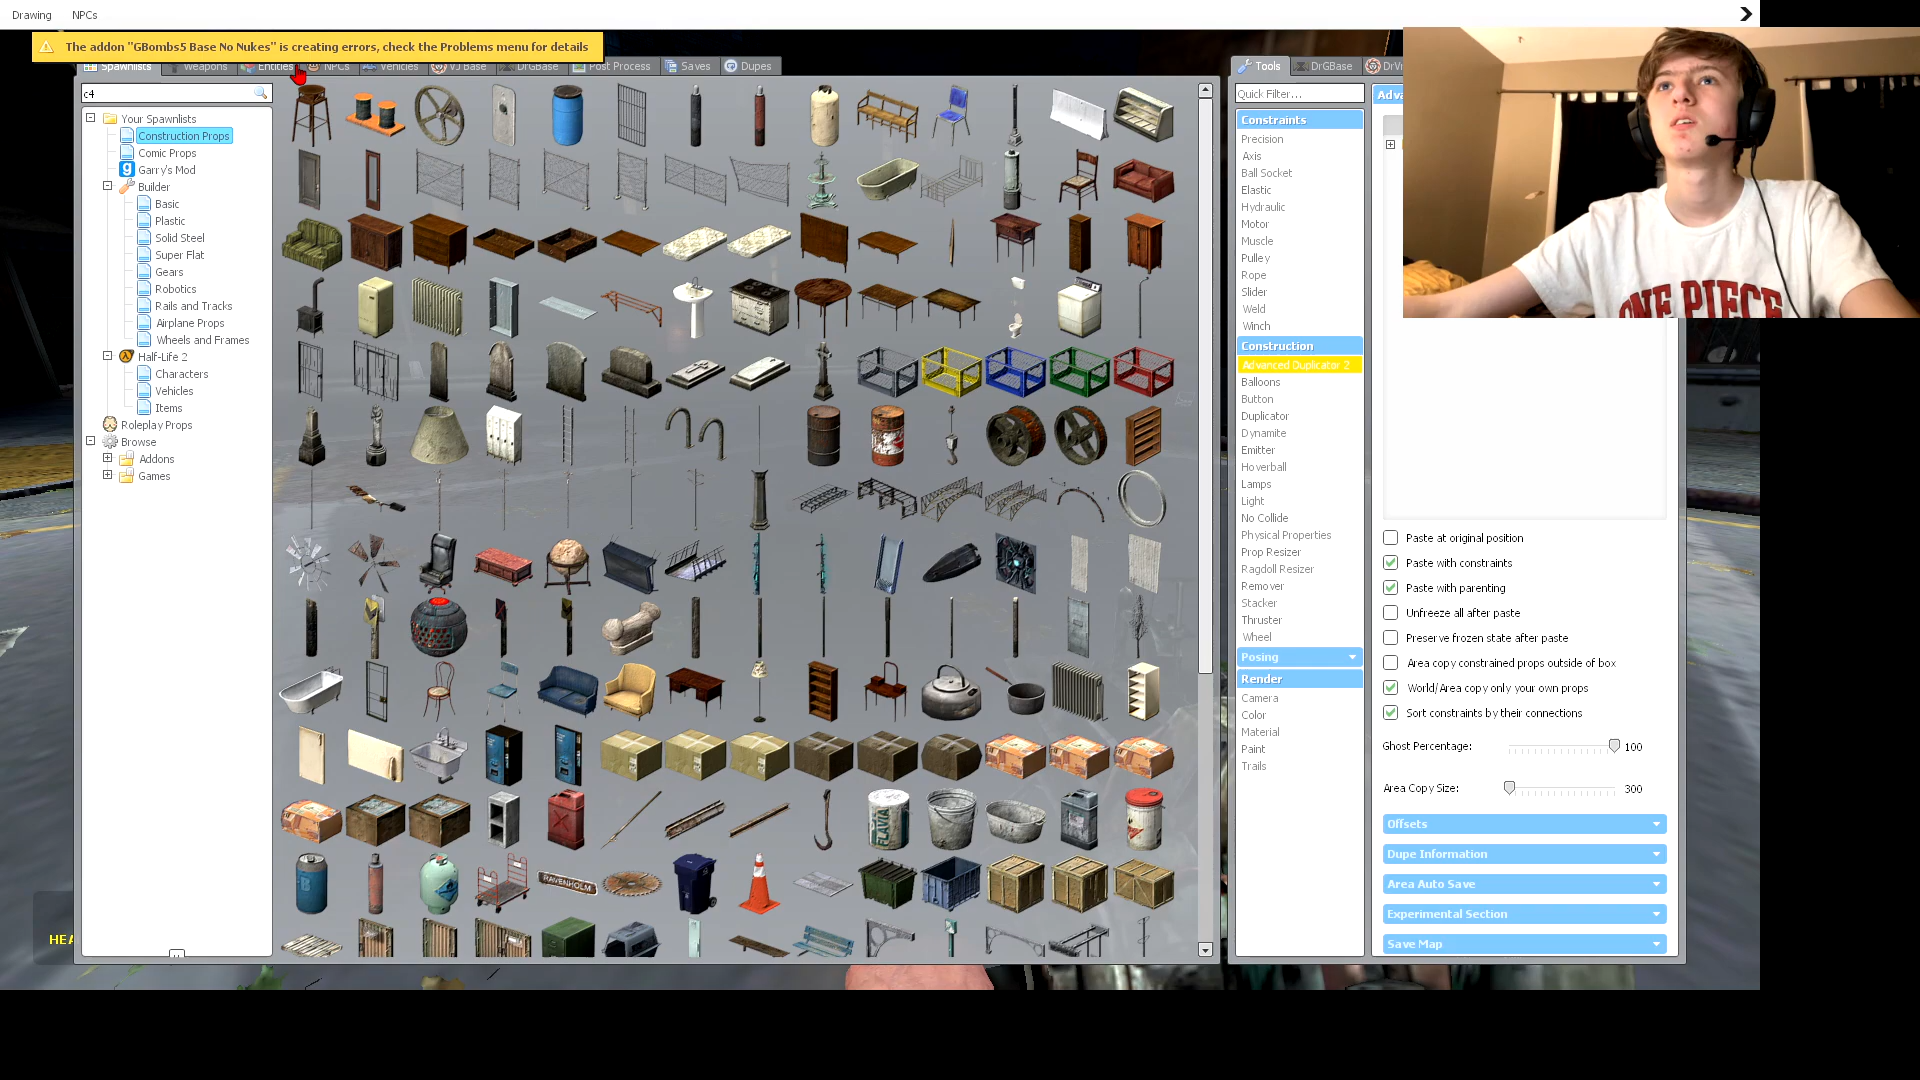 Drawing NPCs
The addon "GBombs5 Base No Nukes" is creating errors, check the Problems menu for details
Spawnlists Weapons Entities NPCs Vehicles VJ Base DrGBase Post Process Saves Dupes
Tools DrGBase
c4
Quick Filter...
Your Spawnlists
Construction Props
Comic Props
Garry's Mod
Builder
Basic
Plastic
Solid Steel
Super Flat
Gears
Robotics
Rails and Tracks
Airplane Props
Wheels and Frames
Half-Life 2
Characters
Vehicles
Items
Roleplay Props
Browse
Addons
Games
RAVENHOLM
Constraints
Precision
Axis
Ball Socket
Elastic
Hydraulic
Motor
Muscle
Pulley
Rope
Slider
Weld
Winch
Construction
Advanced Duplicator 2
Balloons
Button
Duplicator
Dynamite
Emitter
Hoverball
Lamps
Light
No Collide
Physical Properties
Prop Resizer
Ragdoll Resizer
Remover
Stacker
Thruster
Wheel
Posing
Render
Camera
Color
Material
Paint
Trails
ONE PIECE
Paste at original position
Paste with constraints
Paste with parenting
Unfreeze all after paste
Preserve frozen state after paste
Area copy constrained props outside of box
World/Area copy only your own props
Sort constraints by their connections
Ghost Percentage: 100
Area Copy Size: 300
Offsets
Dupe Information
Area Auto Save
Experimental Section
Save Map